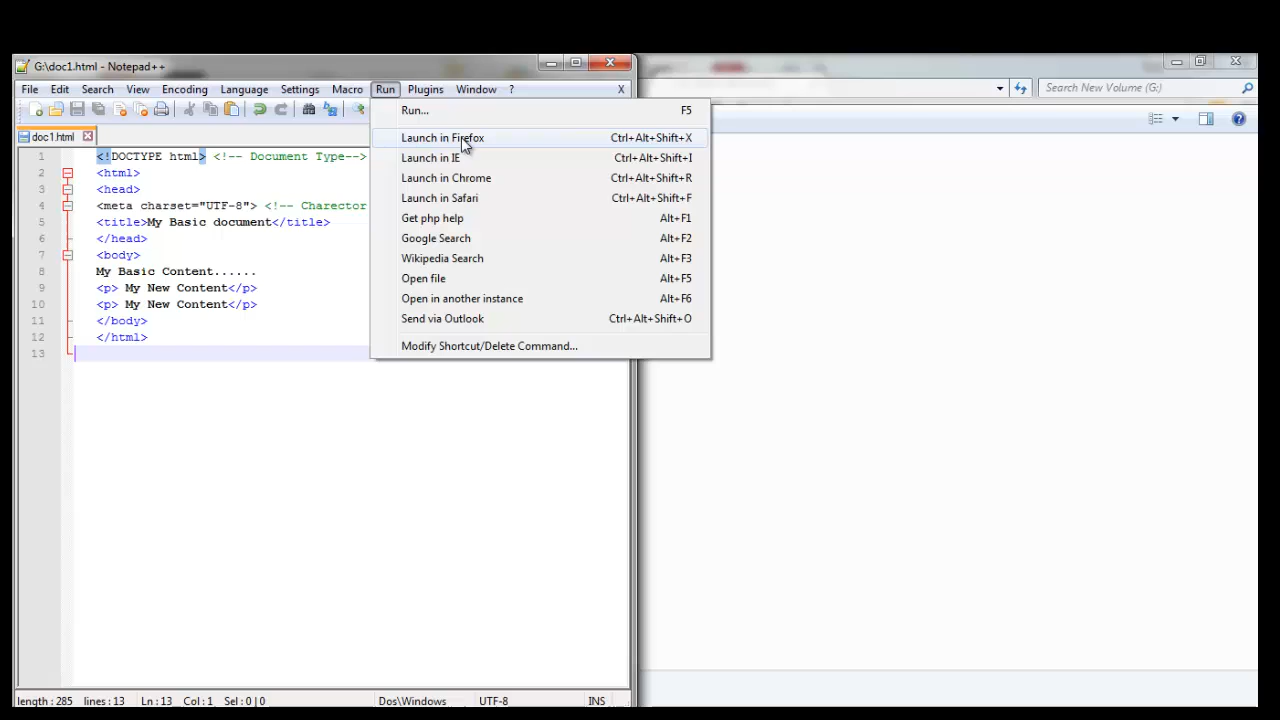 G:\doc1.html - Notepad++
Search New Volume (G:)
File Edit Search View Encoding Language Settings Macro Run Plugins Window ? X
Run... F5
doc1.html
Launch in Firefox Ctrl+Alt+Shift+X
1 <!DOCTYPE html> <!-- Document Type-->
Launch in IE Ctrl+Alt+Shift+I
2 <html>
Launch in Chrome Ctrl+Alt+Shift+R
3 <head>
Launch in Safari Ctrl+Alt+Shift+F
4 <meta charset="UTF-8"> <!-- Charector
Get php help Alt+F1
5 <title>My Basic document</title>
Google Search Alt+F2
6 </head>
Wikipedia Search Alt+F3
7 <body>
Open file Alt+F5
8 My Basic Content......
Open in another instance Alt+F6
9 <p> My New Content</p>
Send via Outlook Ctrl+Alt+Shift+O
10 <p> My New Content</p>
Modify Shortcut/Delete Command...
11 </body>
12 </html>
13
length : 285 lines : 13 Ln : 13 Col : 1 Sel : 0 | 0 Dos\Windows UTF-8 INS